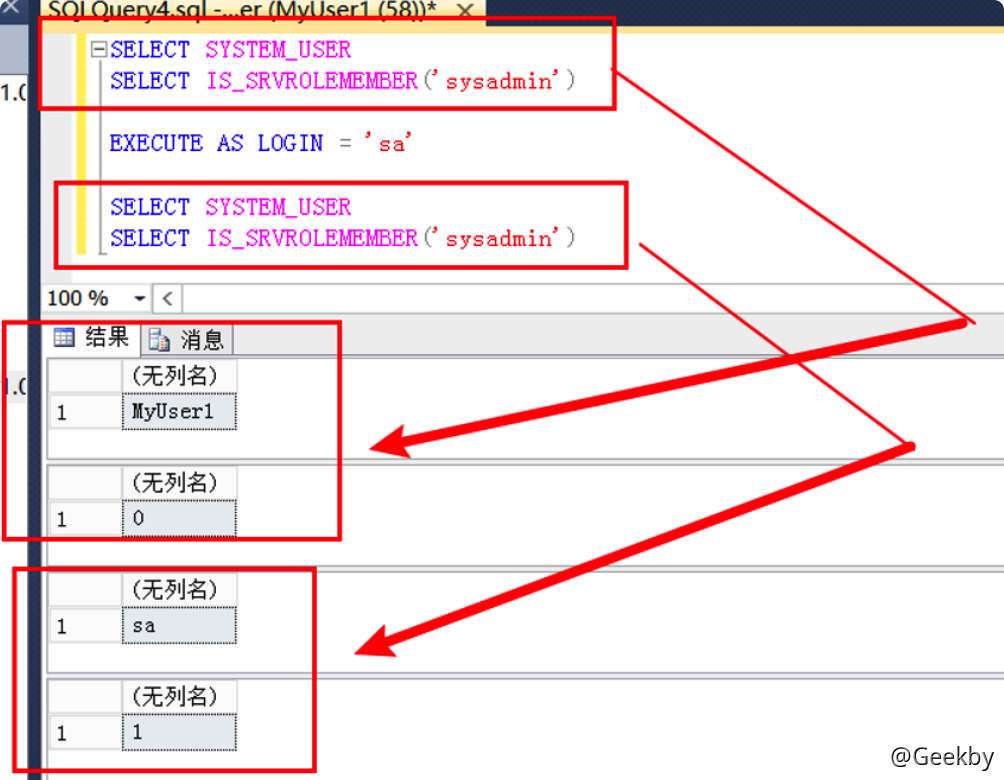 SQLQuery4.sql -...er (MyUser1 (58))*
SELECT SYSTEM_USER
SELECT IS_SRVROLEMEMBER('sysadmin')
EXECUTE AS LOGIN = 'sa'
SELECT SYSTEM_USER
SELECT IS_SRVROLEMEMBER('sysadmin')
100 %
结果 消息
(无列名)
1 MyUser1
(无列名)
1 0
(无列名)
1 sa
(无列名)
1 1
@Geekby